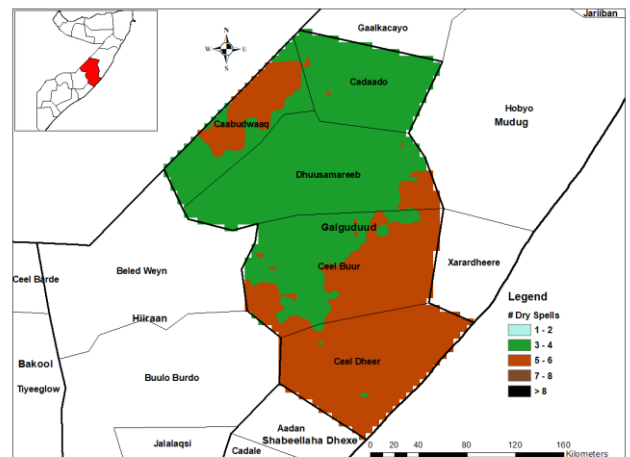 Jariiban
Gaalkacayo
N
W E
S
Cadaado
Hobyo
Mudug
Caabudwaaq
Dhuusamareeb
Galguduud
Ceel Buur
Xarardheere
Ceel Barde
Beled Weyn
Hiiraan
Bakool
Tiyeeglow
Buulo Burdo
Ceel Dheer
Aadan
Shabeellaha Dhexe
Jalalaqsi
Cadale
Legend
# Dry Spells
1 - 2
3 - 4
5 - 6
7 - 8
> 8
0 20 40 80 120 160
Kilometers